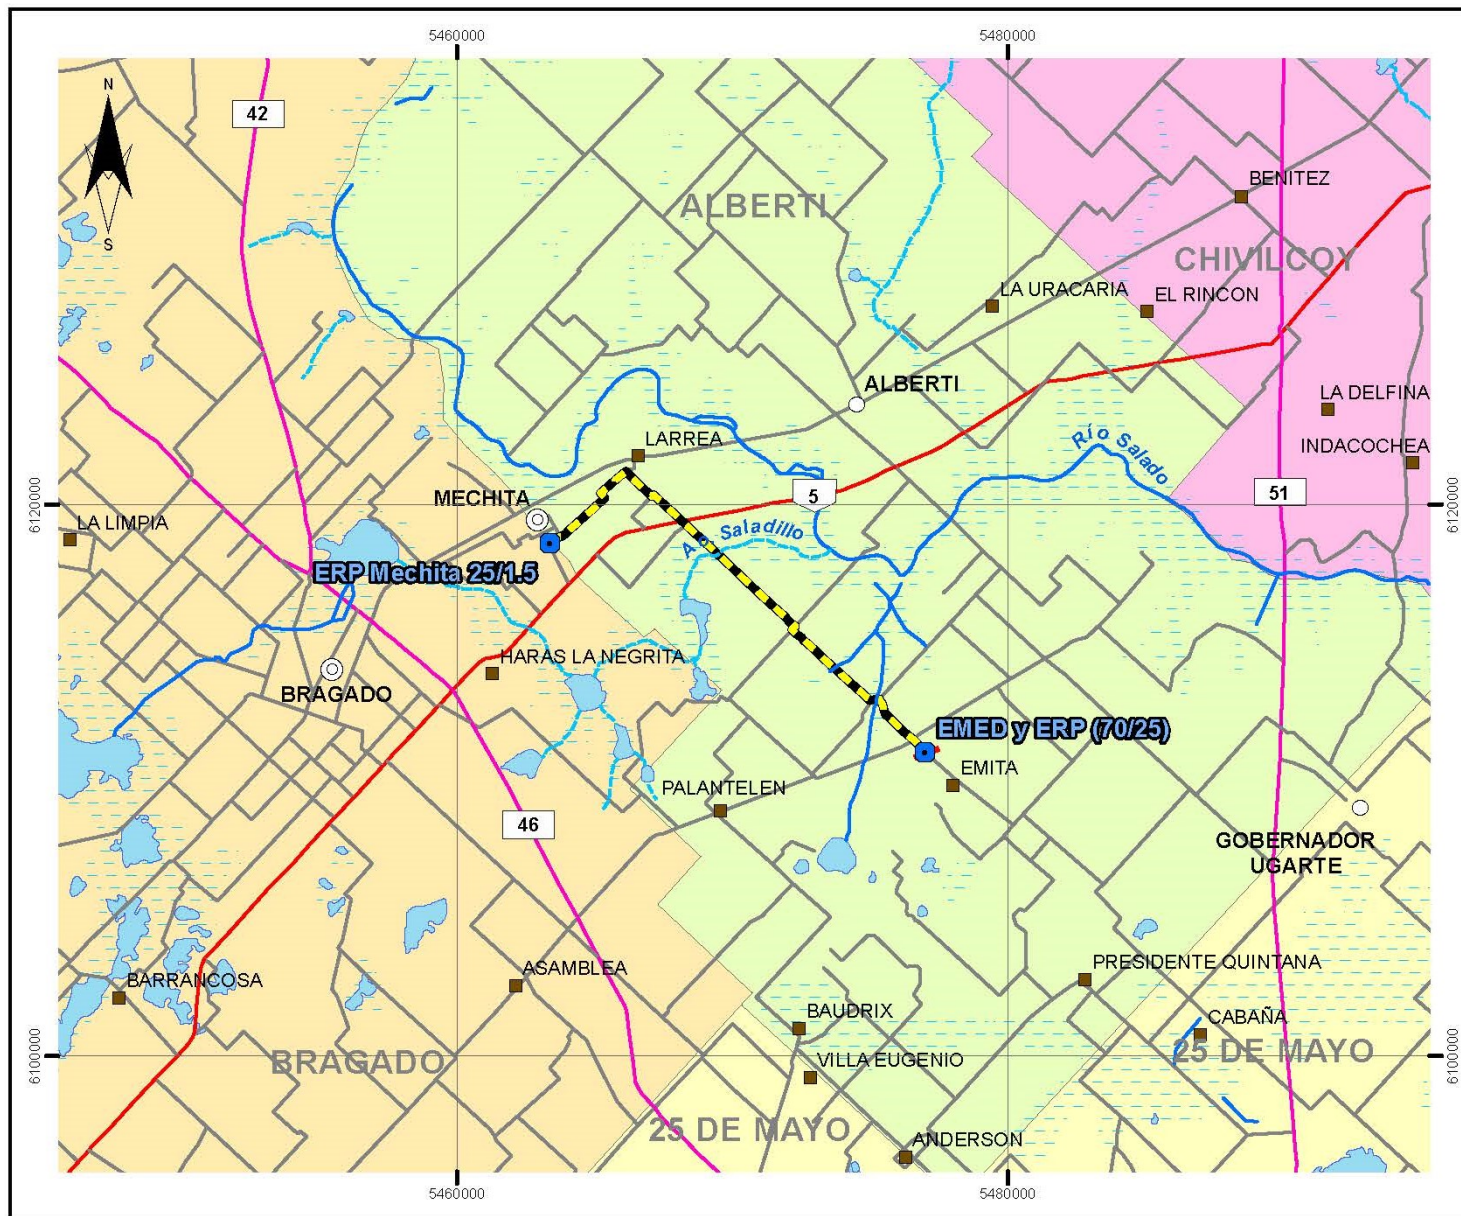 5460000
5480000
N
S
42
ALBERTI
BENITEZ
CHIVILCOY
LA URACARIA
EL RINCON
ALBERTI
LA DELFINA
LARREA
Río Salado
INDACOCHEA
MECHITA
5
51
6120000
6120000
LA LIMPIA
Ao. Saladillo
ERP Mechita 25/1.5
HARAS LA NEGRITA
BRAGADO
EMED y ERP (70/25)
EMITA
PALANTELEN
46
GOBERNADOR
UGARTE
PRESIDENTE QUINTANA
ASAMBLEA
BARRANCOSA
BAUDRIX
CABAÑA
25 DE MAYO
BRAGADO
VILLA EUGENIO
6100000
6100000
25 DE MAYO
ANDERSON
5460000
5480000